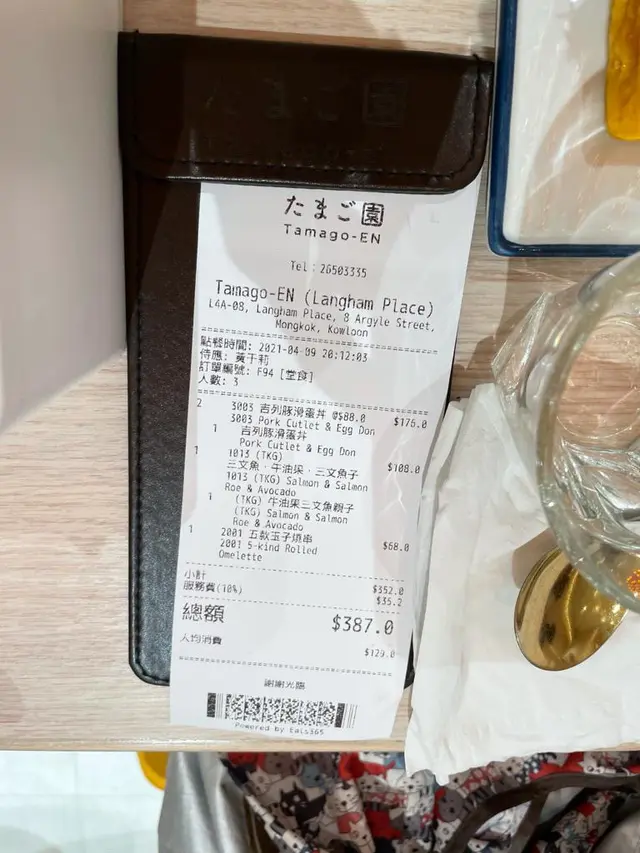 たまご園
Tamago-EN
Tel : 26503335
Tamago-EN (Langham Place)
L4A-08, Langham Place, 8 Argyle Street,
Mongkok, Kowloon
點餐時間: 2021-04-09 20:12:03
侍應: 黃干莉
訂單編號: F94 [堂食]
人數: 3
2 3003 吉列豚滑蛋丼 @$88.0 $176.0
3003 Pork Cutlet & Egg Don
1 吉列豚滑蛋丼
Pork Cutlet & Egg Don
1 1013 (TKG) $108.0
三文魚・牛油果・三文魚子
1013 (TKG) Salmon & Salmon
Roe & Avocado
1 (TKG) 牛油果三文魚親子
(TKG) Salmon & Salmon
Roe & Avocado
1 2001 五款玉子燒串 $68.0
2001 5-kind Rolled
Omelette
小計 $352.0
服務費(10%) $35.2
總額 $387.0
人均消費 $129.0
謝謝光臨
Powered by Eats365